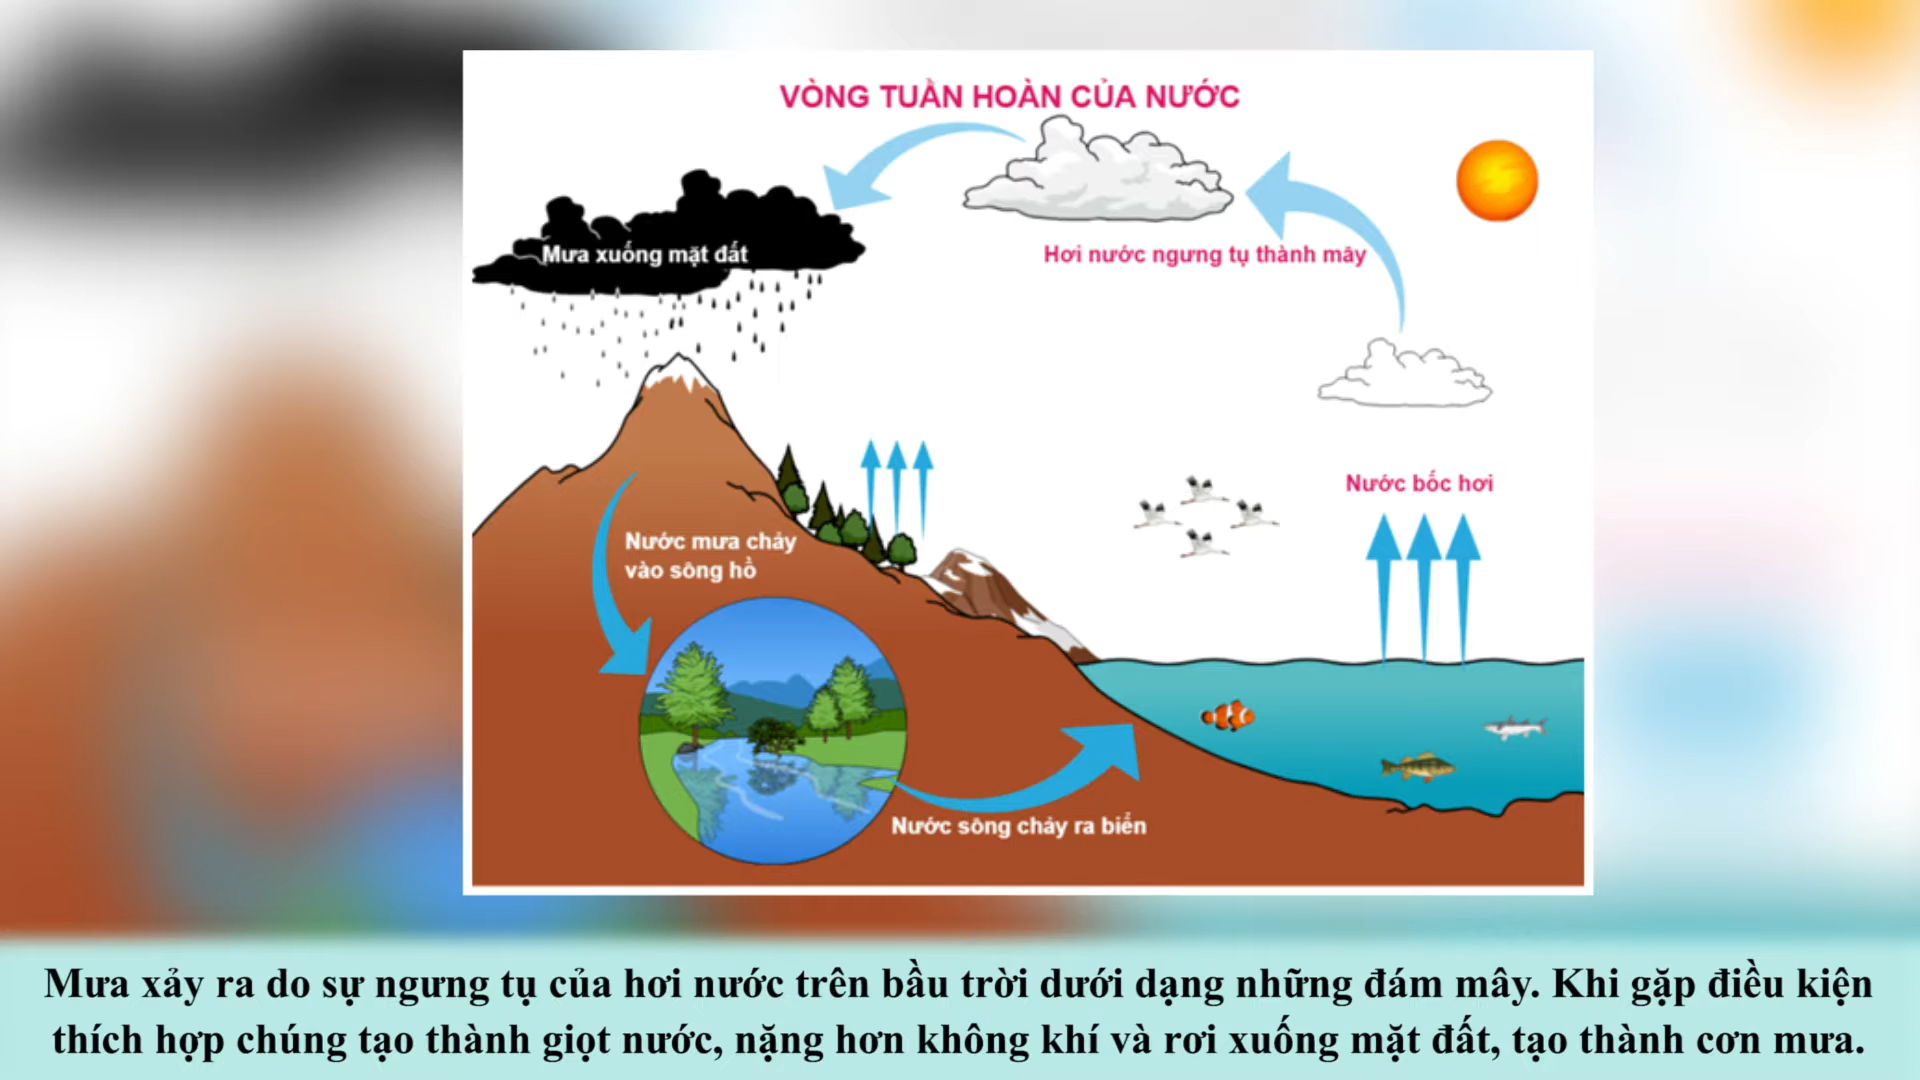 VÒNG TUẦN HOÀN CỦA NƯỚC
Mưa xuống mặt đất
Hơi nước ngưng tụ thành mây
Nước bốc hơi
Nước mưa chảy
vào sông hồ
Nước sông chảy ra biển
Mưa xảy ra do sự ngưng tụ của hơi nước trên bầu trời dưới dạng những đám mây. Khi gặp điều kiện
thích hợp chúng tạo thành giọt nước, nặng hơn không khí và rơi xuống mặt đất, tạo thành cơn mưa.